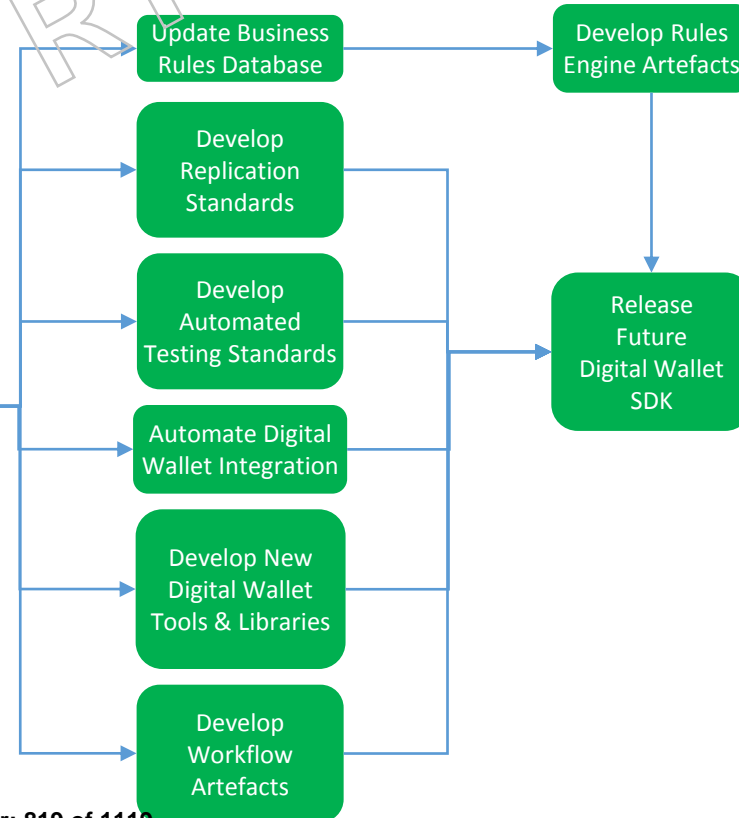 Update Business
Rules Database
Develop Rules
Engine Artefacts
Develop
Replication
Standards
Develop
Automated
Testing Standards
Release
Future
Digital Wallet
SDK
Automate Digital
Wallet Integration
Develop New
Digital Wallet
Tools & Libraries
Develop
Workflow
Artefacts